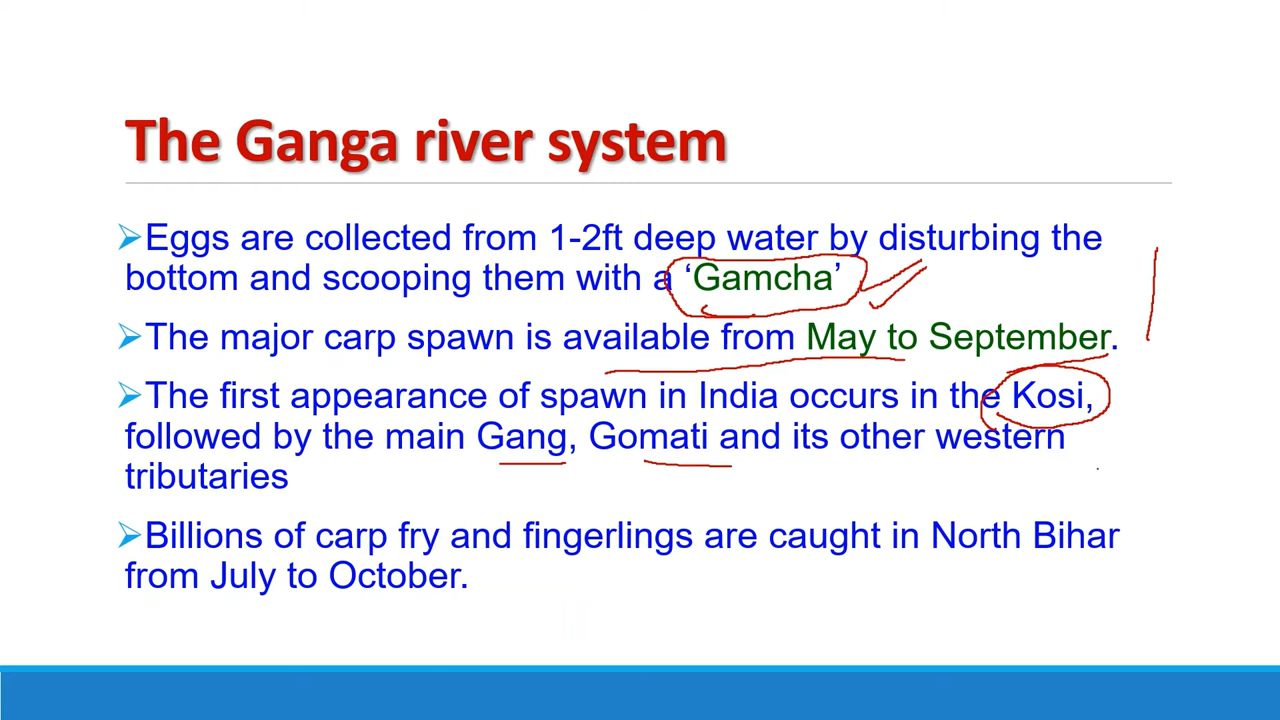 The Ganga river system
Eggs are collected from 1-2ft deep water by disturbing the
bottom and scooping them with a ‘Gamcha’
The major carp spawn is available from May to September.
The first appearance of spawn in India occurs in the Kosi,
followed by the main Gang, Gomati and its other western
tributaries
Billions of carp fry and fingerlings are caught in North Bihar
from July to October.